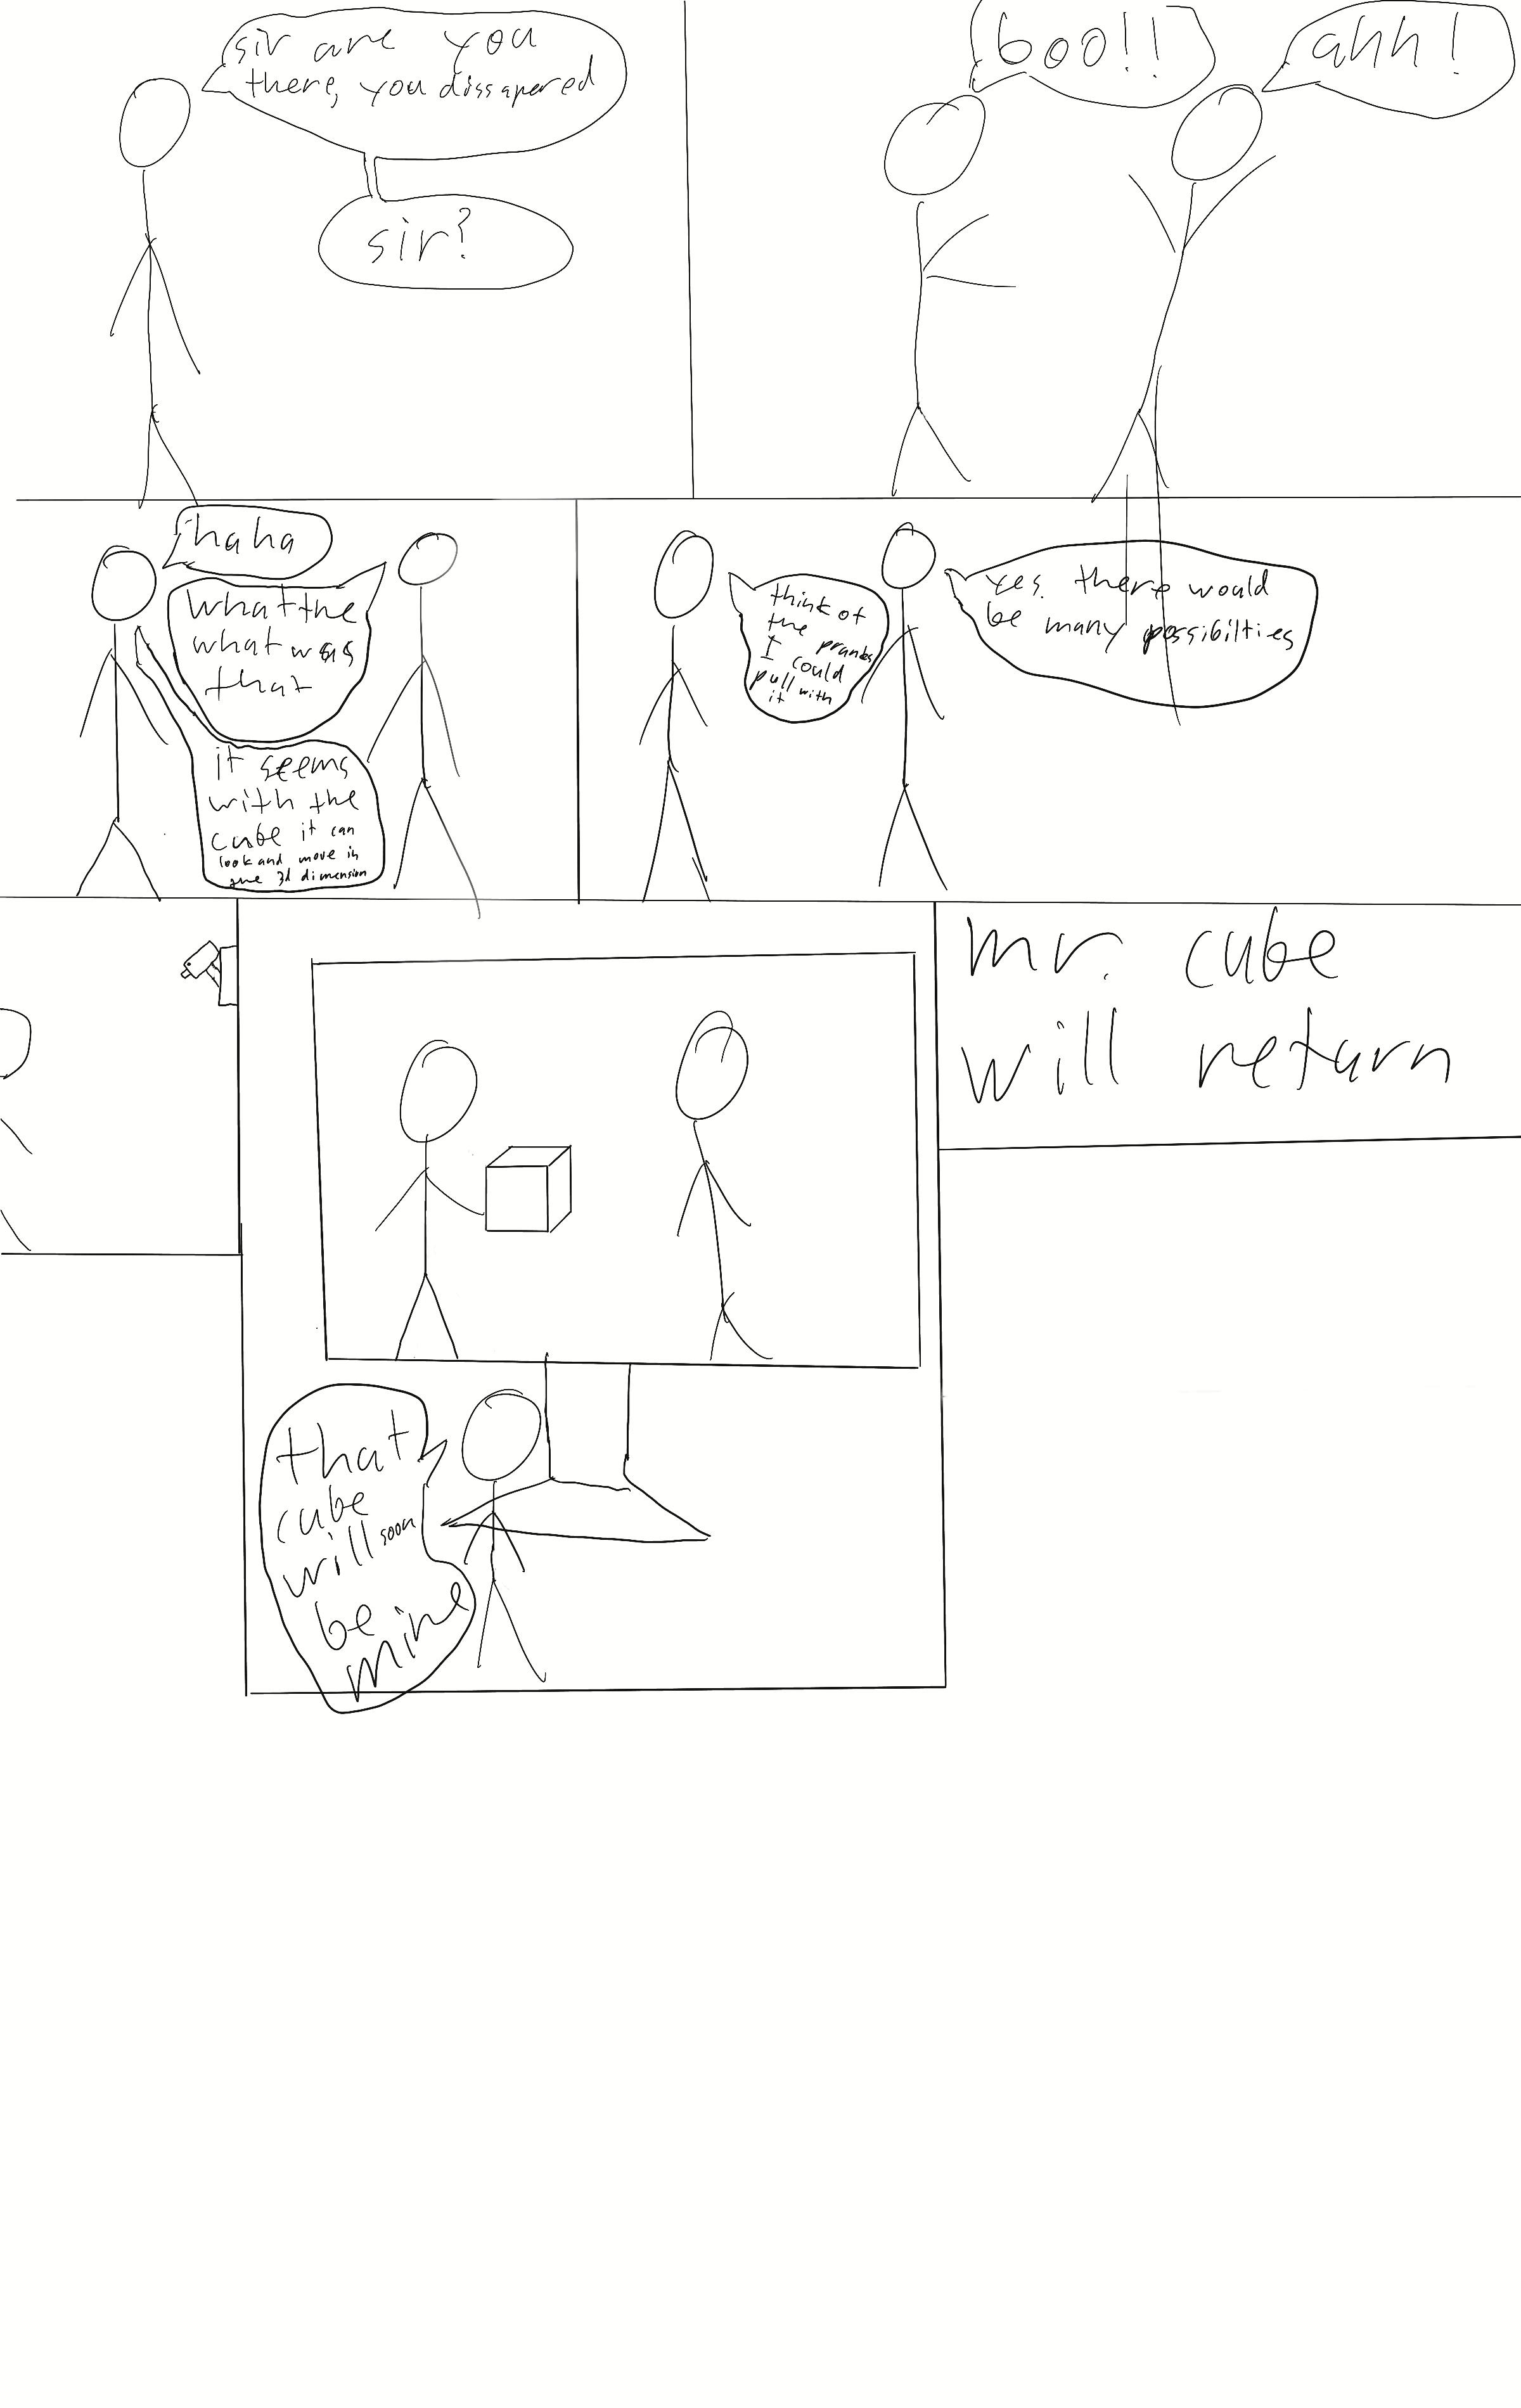 sir are you
there, you dissapered
sir?
boo!!
ahh!
haha
what the
what was
that
it seems
with the
cube it can
look and move in
3d dimension
think of
the pranks
I could
pull with
it
yes. there would
be many possibilties
mr. cube
will return
that
cube
will soon
be
mine